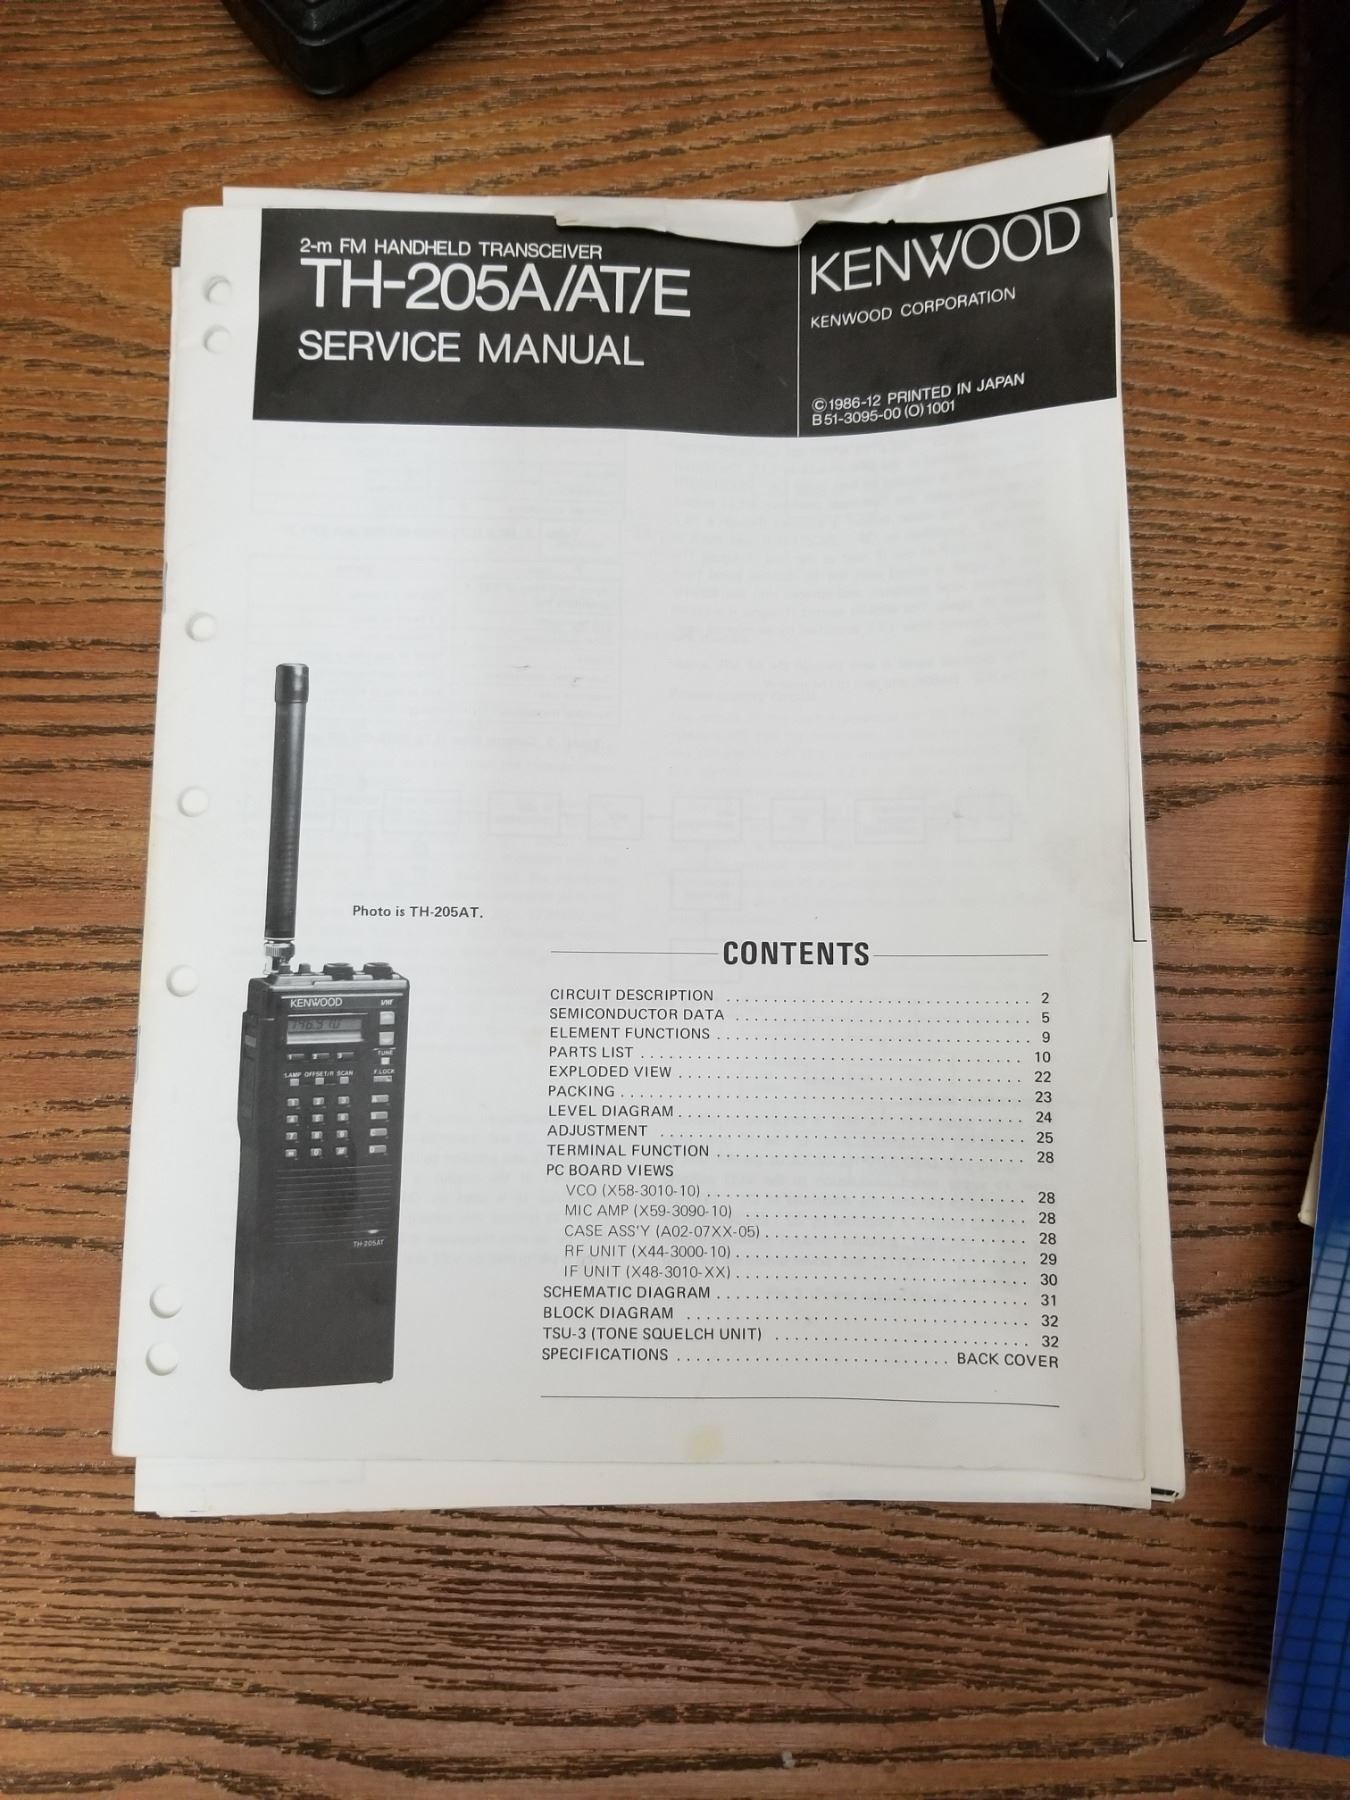 2-m FM HANDHELD TRANSCEIVER
TH-205A/AT/E
SERVICE MANUAL
KENWOOD
KENWOOD CORPORATION
©1986-12 PRINTED IN JAPAN
B51-3095-00 (O) 1001
Photo is TH-205AT.
KENWOOD
VHF
TUNE
LAMP OFFSET/R SCAN
F.LOCK
TH-205AT
CONTENTS
CIRCUIT DESCRIPTION 2
SEMICONDUCTOR DATA 5
ELEMENT FUNCTIONS 9
PARTS LIST 10
EXPLODED VIEW 22
PACKING 23
LEVEL DIAGRAM 24
ADJUSTMENT 25
TERMINAL FUNCTION 28
PC BOARD VIEWS
VCO (X58-3010-10) 28
MIC AMP (X59-3090-10) 28
CASE ASS'Y (A02-07XX-05) 28
RF UNIT (X44-3000-10) 29
IF UNIT (X48-3010-XX) 30
SCHEMATIC DIAGRAM 31
BLOCK DIAGRAM 32
TSU-3 (TONE SQUELCH UNIT) 32
SPECIFICATIONS BACK COVER